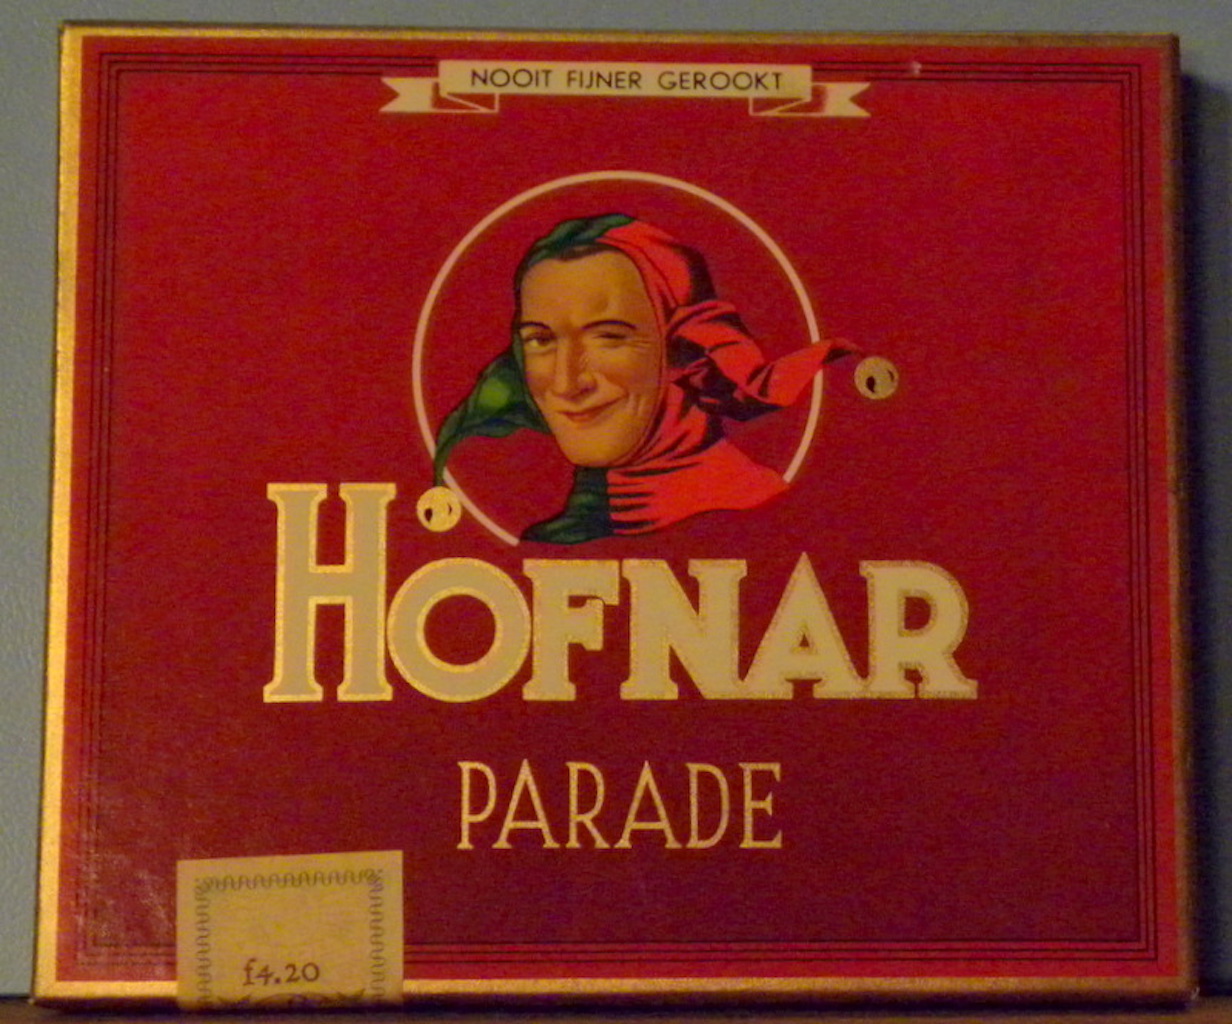 NOOIT FIJNER GEROOKT
HOFNAR
PARADE
f4.20